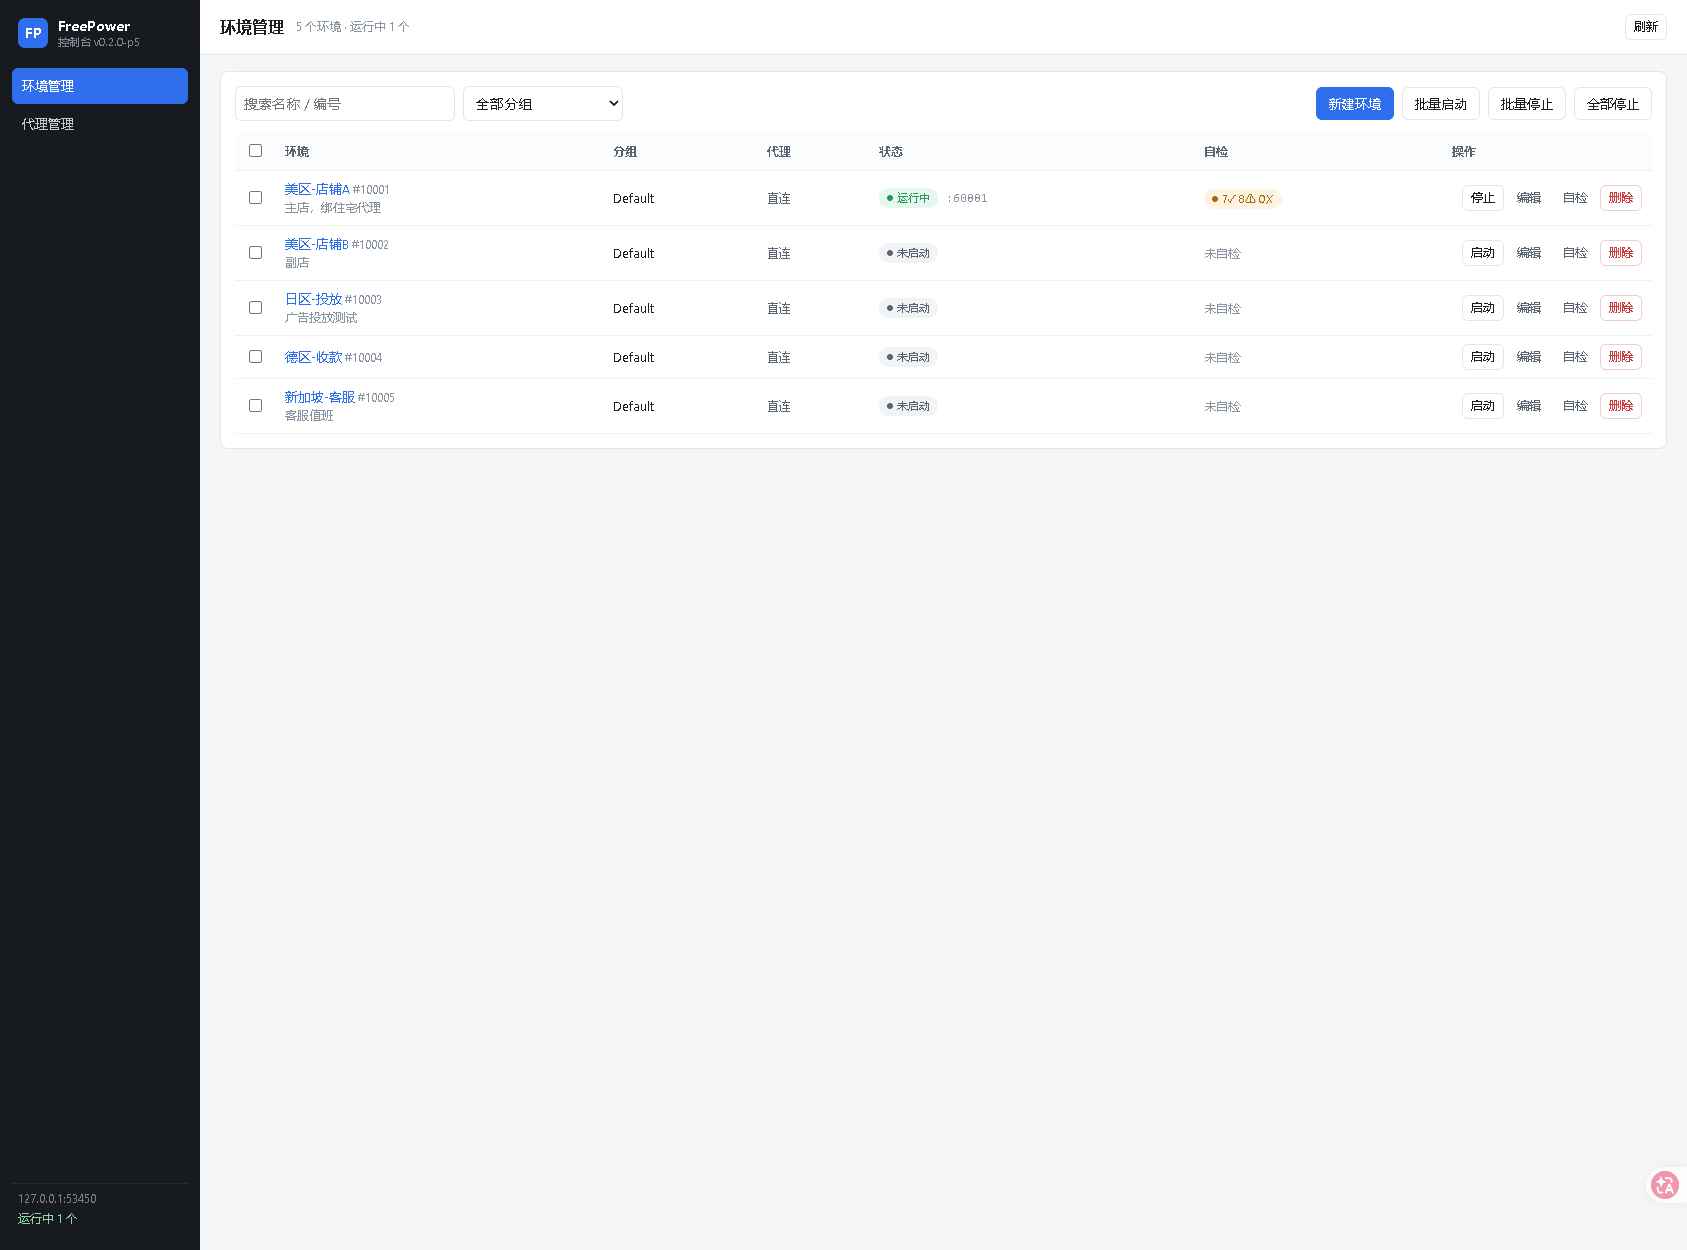 FP
FreePower
控制台 v0.2.0-p5
环境管理
代理管理
127.0.0.1:53450
运行中 1 个
环境管理 5 个环境 · 运行中 1 个
刷新
搜索名称 / 编号 全部分组 新建环境 批量启动 批量停止 全部停止
环境 分组 代理 状态 自检 操作
美区-店铺A #10001
主店，绑住宅代理
Default 直连 运行中 :60001 7✓ 8⚠ 0✗ 停止 编辑 自检 删除
美区-店铺B #10002
副店
Default 直连 未启动 未自检 启动 编辑 自检 删除
日区-投放 #10003
广告投放测试
Default 直连 未启动 未自检 启动 编辑 自检 删除
德区-收款 #10004 Default 直连 未启动 未自检 启动 编辑 自检 删除
新加坡-客服 #10005
客服值班
Default 直连 未启动 未自检 启动 编辑 自检 删除